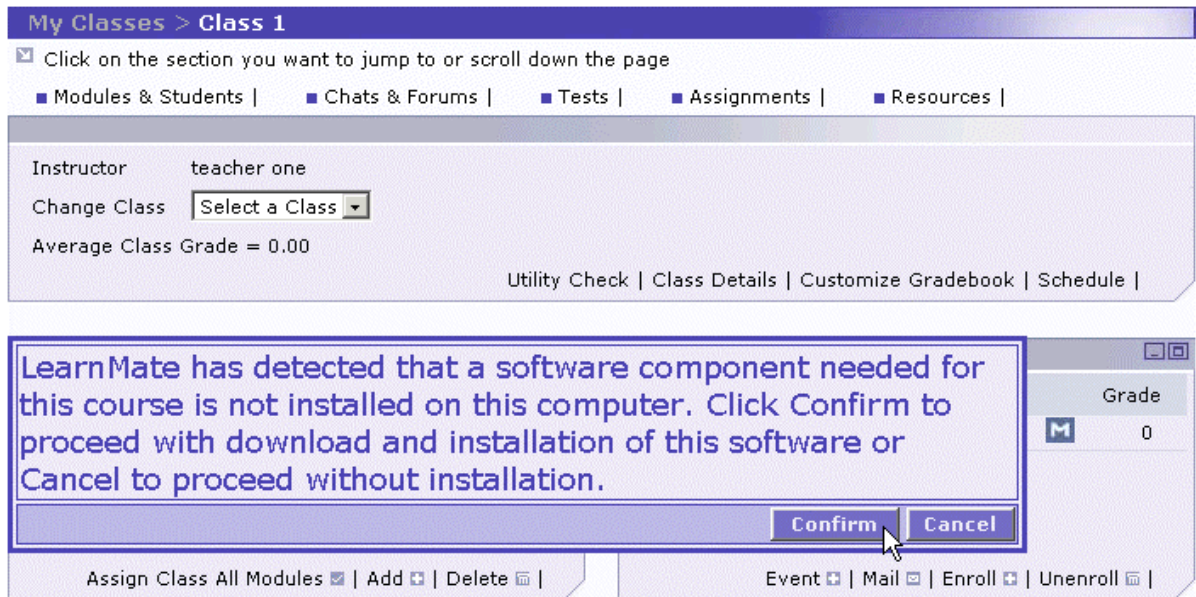 My Classes > Class 1
Click on the section you want to jump to or scroll down the page
Modules & Students | Chats & Forums | Tests | Assignments | Resources |
Instructor teacher one
Change Class Select a Class
Average Class Grade = 0.00
Utility Check | Class Details | Customize Gradebook | Schedule |
LearnMate has detected that a software component needed for
this course is not installed on this computer. Click Confirm to
proceed with download and installation of this software or
Cancel to proceed without installation.
Grade
M 0
Confirm Cancel
Assign Class All Modules | Add | Delete | Event | Mail | Enroll | Unenroll |